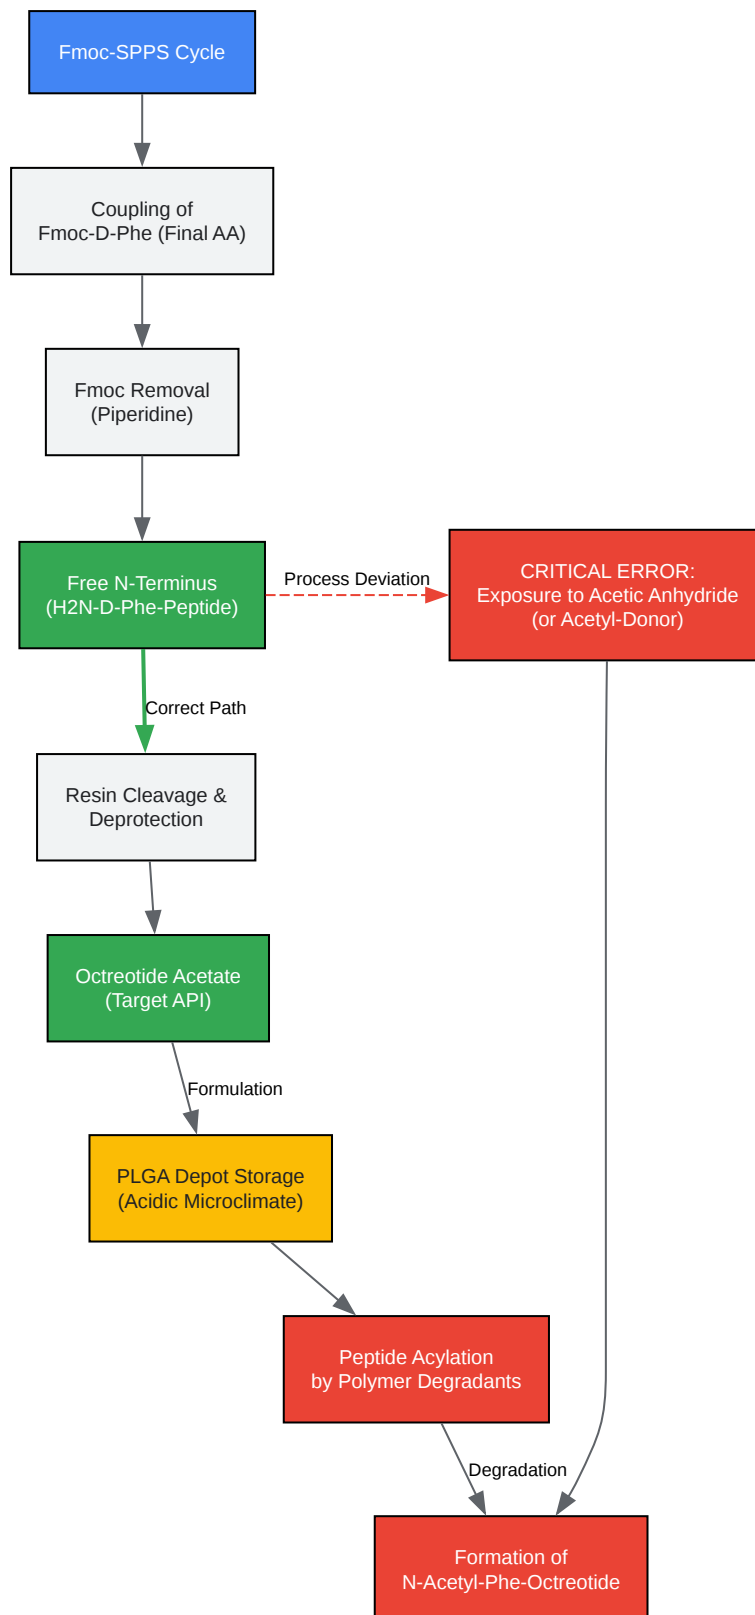 Fmoc-SPPS Cycle
Coupling of
Fmoc-D-Phe (Final AA)
Fmoc Removal
(Piperidine)
Free N-Terminus
(H2N-D-Phe-Peptide)
Process Deviation
CRITICAL ERROR:
Exposure to Acetic Anhydride
(or Acetyl-Donor)
Correct Path
Resin Cleavage &
Deprotection
Octreotide Acetate
(Target API)
Formulation
PLGA Depot Storage
(Acidic Microclimate)
Peptide Acylation
by Polymer Degradants
Degradation
Formation of
N-Acetyl-Phe-Octreotide